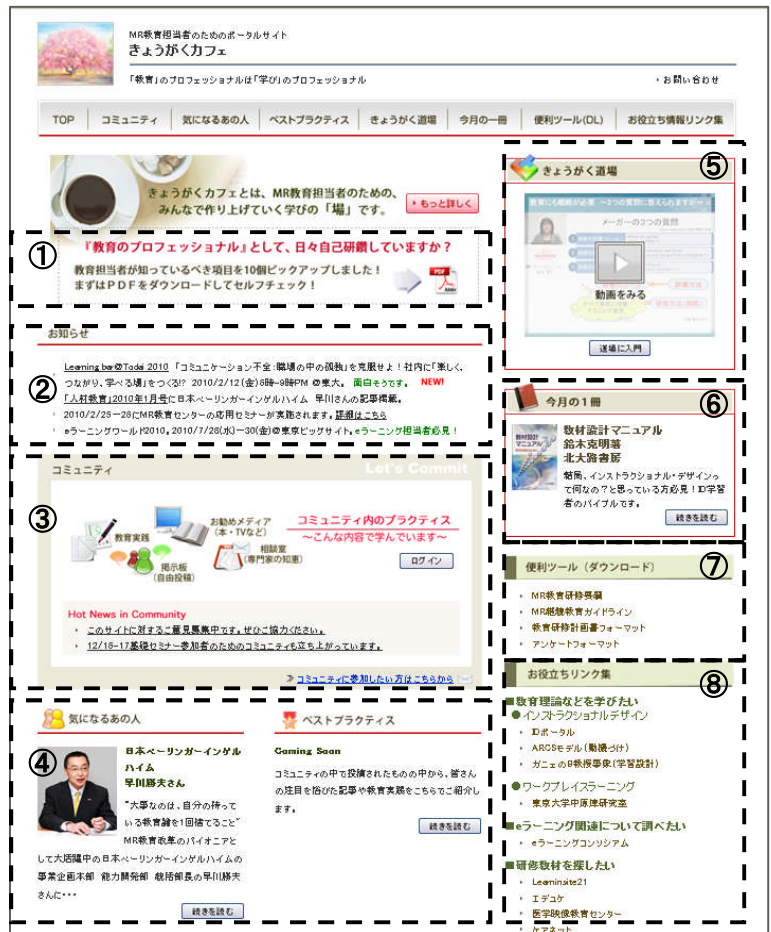 MR教育担当者のためのポータルサイト
きょうがくカフェ
「教育」のプロフェッショナルは「学び」のプロフェッショナル
お問い合わせ
TOP コミュニティ 気になるあの人 ベストプラクティス きょうがく道場 今月の一冊 便利ツール(DL) お役立ち情報リンク集
きょうがくカフェとは、MR教育担当者のための、
みんなで作り上げていく学びの「場」です。
もっと詳しく
①
『教育のプロフェッショナル』として、日々自己研鑽していますか？
教育担当者が知っているべき項目を10個ピックアップしました！
まずはPDFをダウンロードしてセルフチェック！
PDF
②
お知らせ
Learning bar@Todai 2010 「コミュニケーション不全:職場の中の孤独」を克服せよ！社内に「楽しく、
つながり、学べる場」をつくる!? 2010/2/12(金)6時-9時PM @東大。 面白そうです。 NEW!
「人材教育」2010年1月号に日本ベーリンガーインゲルハイム 早川さんの記事掲載。
2010/2/25-26にMR教育センターの応用セミナーが実施されます。詳細はこちら
eラーニングワールド2010。2010/7/28(水)-30(金)@東京ビッグサイト。eラーニング担当者必見！
③
コミュニティ
Let's Commit
教育実践
お勧めメディア
(本・TVなど)
掲示板
(自由投稿)
相談室
(専門家の知恵)
コミュニティ内のプラクティス
～こんな内容で学んでいます～
ログイン
Hot News in Community
このサイトに対するご意見募集中です。ぜひご協力ください。
12/16-17基礎セミナー参加者のためのコミュニティも立ち上がっています。
コミュニティに参加したい方はこちらから
④
気になるあの人
日本ベーリンガーインゲル
ハイム
早川勝夫さん
"大事なのは、自分の持って
いる教育論を1回捨てること"
MR教育改革のパイオニアと
して大活躍中の日本ベーリンガーインゲルハイムの
事業企画本部 能力開発部 統括部長の早川勝夫
さんに・・・
続きを読む
ベストプラクティス
Coming Soon
コミュニティの中で投稿されたものの中から、皆さん
の注目を浴びた記事や教育実践をこちらでご紹介し
ます。
続きを読む
⑤
きょうがく道場
教育にも戦略が必要 ～3つの質問に答えられますか～
メーガーの3つの質問
動画をみる
道場に入門
⑥
今月の1冊
教材設計
マニュアル
教材設計マニュアル
鈴木克明著
北大路書房
結局、インストラクショナル・デザインっ
て何なの？と思っている方必見！ID学習
者のバイブルです。
続きを読む
⑦
便利ツール（ダウンロード）
MR教育研修要綱
MR継続教育ガイドライン
教育研修計画書フォーマット
アンケートフォーマット
⑧
お役立ちリンク集
■教育理論などを学びたい
●インストラクショナルデザイン
IDポータル
ARCSモデル(動機づけ)
ガニェの9教授事象(学習設計)
●ワークプレイスラーニング
東京大学中原淳研究室
■eラーニング関連について調べたい
eラーニングコンソシアム
■研修教材を探したい
Learninsite21
エデュケ
医学映像教育センター
ケアネット